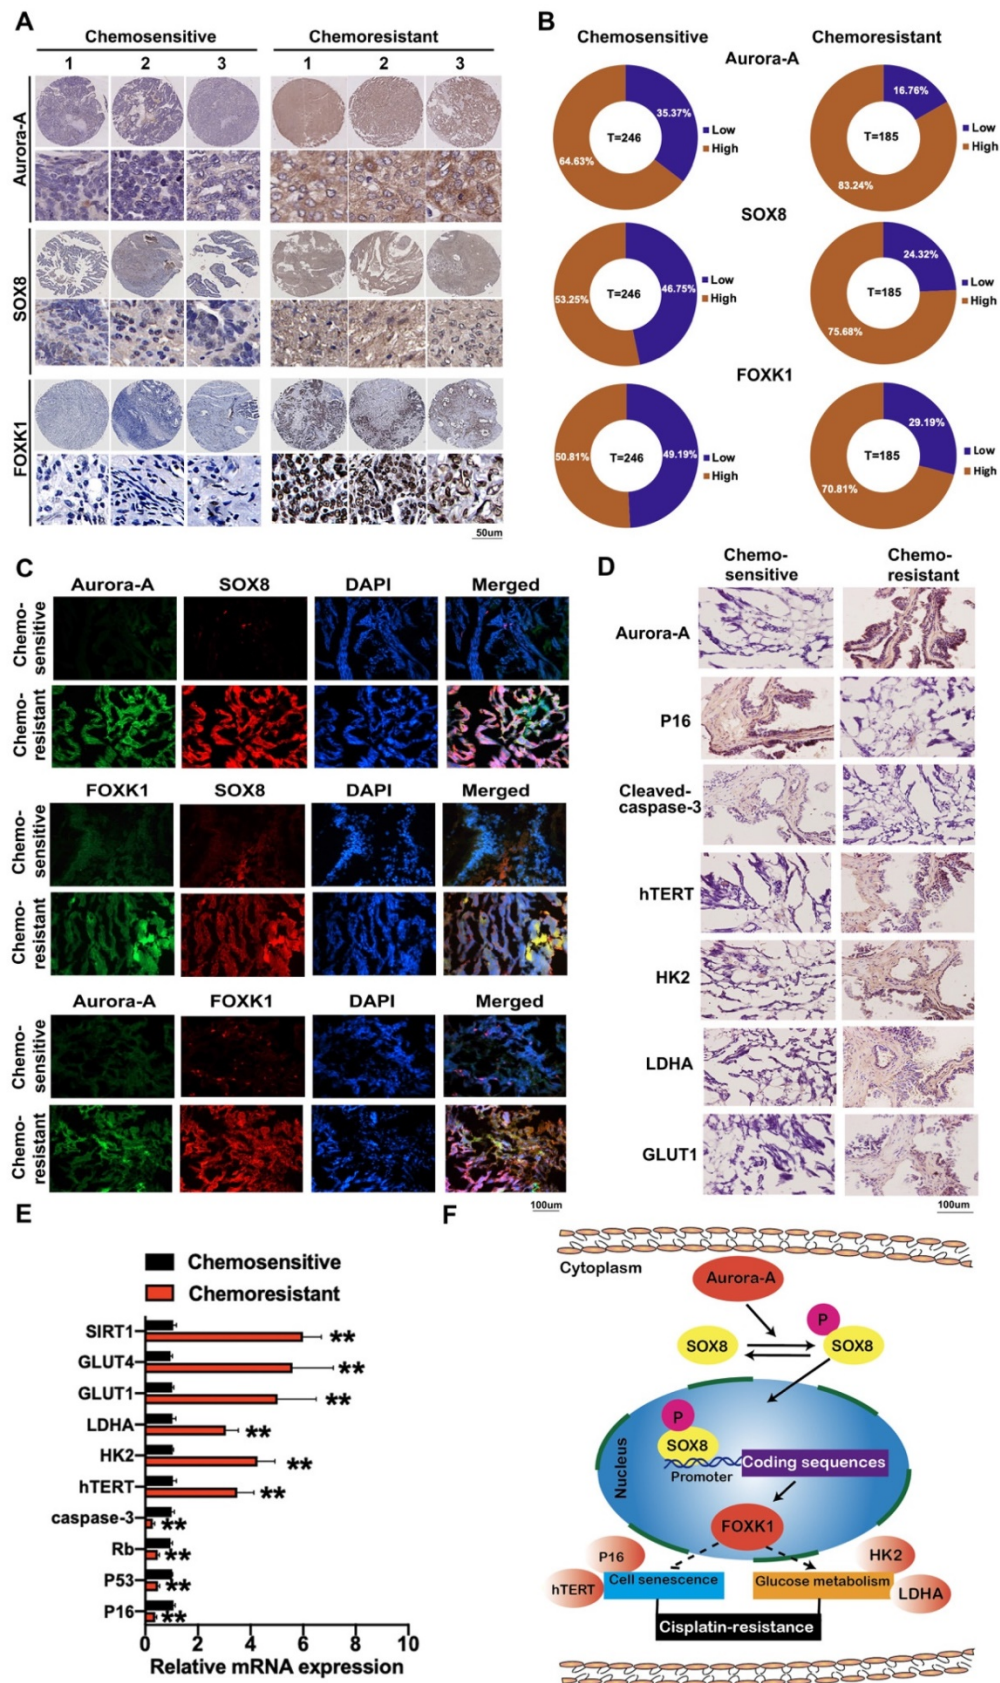 A
Chemosensitive
Chemoresistant
1 2 3 1 2 3
Aurora-A
SOX8
FOXK1
50um
B
Chemosensitive
Chemoresistant
Aurora-A
35.37%
64.63%
T=246
Low
High
16.76%
83.24%
T=185
Low
High
SOX8
46.75%
53.25%
T=246
Low
High
24.32%
75.68%
T=185
Low
High
FOXK1
49.19%
50.81%
T=246
Low
High
29.19%
70.81%
T=185
Low
High
C
Aurora-A SOX8 DAPI Merged
Chemo-
sensitive
Chemo-
resistant
FOXK1 SOX8 DAPI Merged
Chemo-
sensitive
Chemo-
resistant
Aurora-A FOXK1 DAPI Merged
Chemo-
sensitive
Chemo-
resistant
100um
D
Chemo-
sensitive
Chemo-
resistant
Aurora-A
P16
Cleaved-
caspase-3
hTERT
HK2
LDHA
GLUT1
100um
E
Chemosensitive
Chemoresistant
SIRT1 **
GLUT4 **
GLUT1 **
LDHA **
HK2 **
hTERT **
caspase-3 **
Rb **
P53 **
P16 **
0 2 4 6 8 10
Relative mRNA expression
F
Cytoplasm
Aurora-A
P
SOX8
SOX8
Nucleus
P
SOX8
Promoter
Coding sequences
FOXK1
P16
hTERT
Cell senescence
Glucose metabolism
HK2
LDHA
Cisplatin-resistance